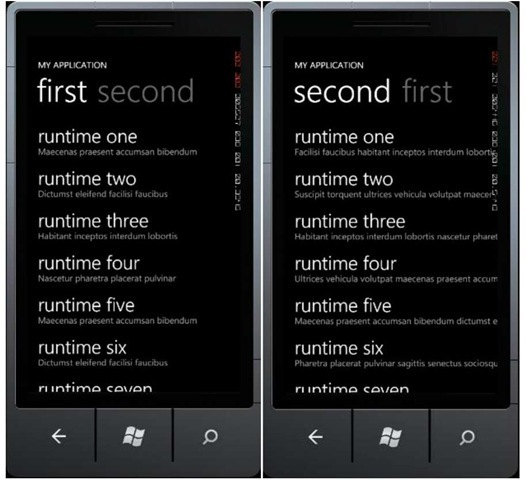 MY APPLICATION
first second
runtime one
Maecenas praesent accumsan bibendum
runtime two
Dictumst eleifend facilisi faucibus
runtime three
Habitant inceptos interdum lobortis
runtime four
Nascetur pharetra placerat pulvinar
runtime five
Maecenas praesent accumsan bibendum
runtime six
Dictumst eleifend facilisi faucibus
runtime seven
MY APPLICATION
second first
runtime one
Facilisi faucibus habitant inceptos interdum lobortis
runtime two
Suscipit torquent ultrices vehicula volutpat maecen
runtime three
Habitant inceptos interdum lobortis nascetur pharet
runtime four
Ultrices vehicula volutpat maecenas praesent accum
runtime five
Maecenas praesent accumsan bibendum dictumst e
runtime six
Pharetra placerat pulvinar sagittis senectus sociosqu
runtime seven